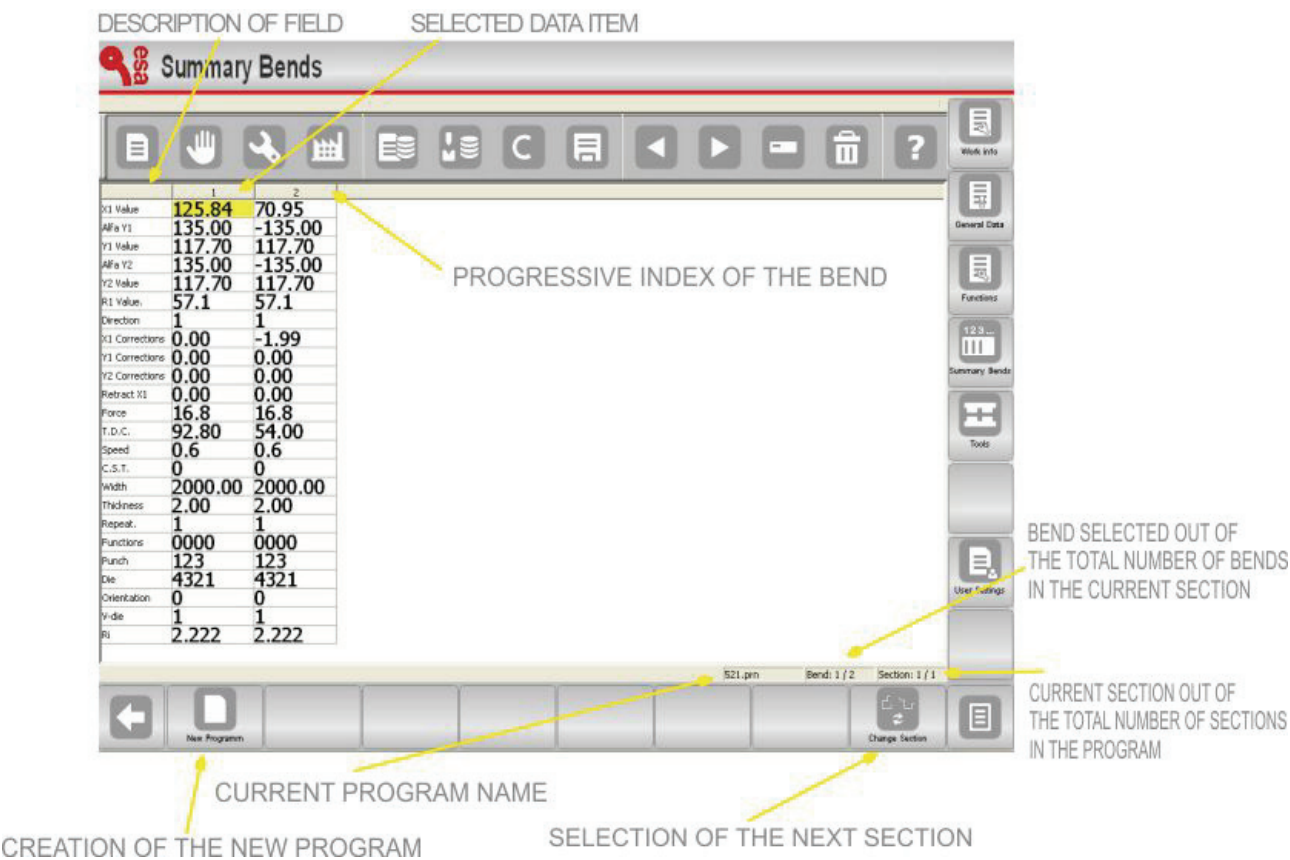 DESCRIPTION OF FIELD SELECTED DATA ITEM
esa Summary Bends
C ?
Work info
1 2
X1 Value 125.84 70.95
Alfa Y1 135.00 -135.00
Y1 Value 117.70 117.70
Alfa Y2 135.00 -135.00
Y2 Value 117.70 117.70
R1 Value. 57.1 57.1
Direction 1 1
X1 Corrections 0.00 -1.99
Y1 Corrections 0.00 0.00
Y2 Corrections 0.00 0.00
Retract X1 0.00 0.00
Force 16.8 16.8
T.D.C. 92.80 54.00
Speed 0.6 0.6
C.S.T. 0 0
Width 2000.00 2000.00
Thickness 2.00 2.00
Repeat. 1 1
Functions 0000 0000
Punch 123 123
Die 4321 4321
Orientation 0 0
V-die 1 1
Ri 2.222 2.222
PROGRESSIVE INDEX OF THE BEND
General Data
Functions
123...
Summary Bends
Tools
User Settings
BEND SELECTED OUT OF
THE TOTAL NUMBER OF BENDS
IN THE CURRENT SECTION
521.prn Bend: 1 / 2 Section: 1 / 1
New Programm Change Section
CURRENT SECTION OUT OF
THE TOTAL NUMBER OF SECTIONS
IN THE PROGRAM
CURRENT PROGRAM NAME
CREATION OF THE NEW PROGRAM SELECTION OF THE NEXT SECTION